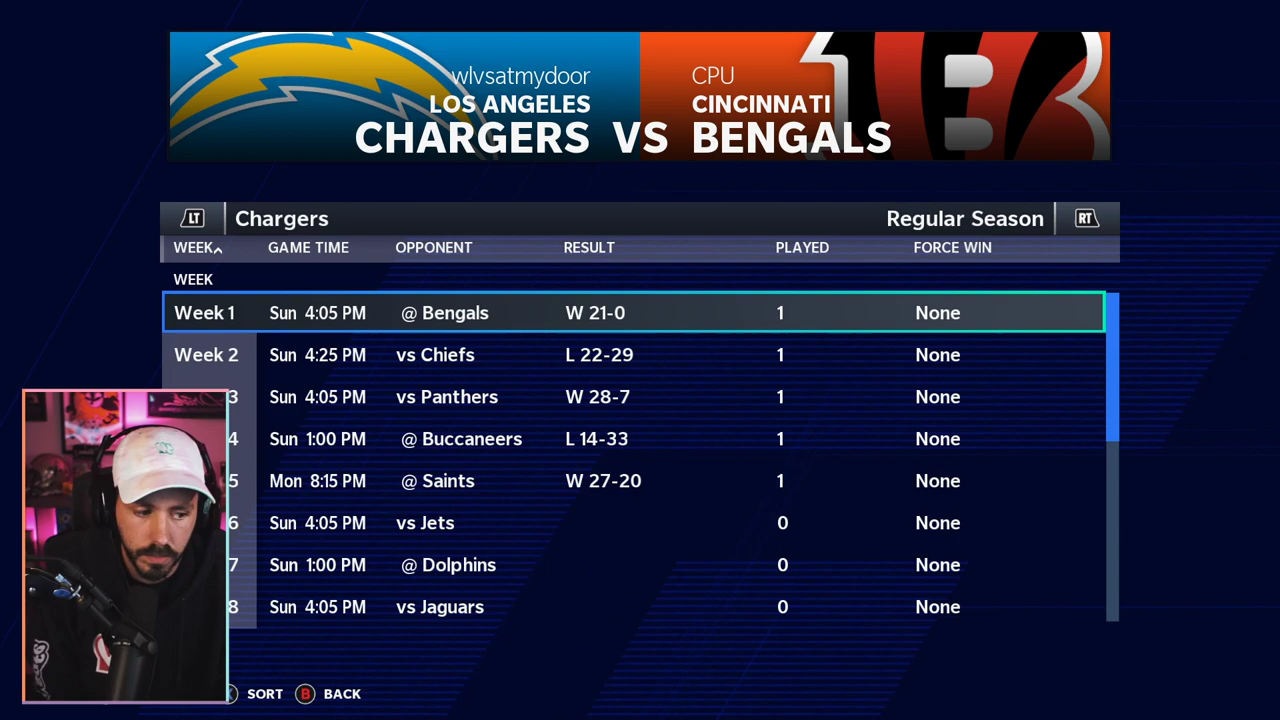 wlvsatmydoor
LOS ANGELES
CHARGERS
VS
CPU
CINCINNATI
BENGALS
LT Chargers Regular Season RT
WEEK GAME TIME OPPONENT RESULT PLAYED FORCE WIN
WEEK
Week 1 Sun 4:05 PM @ Bengals W 21-0 1 None
Week 2 Sun 4:25 PM vs Chiefs L 22-29 1 None
3 Sun 4:05 PM vs Panthers W 28-7 1 None
4 Sun 1:00 PM @ Buccaneers L 14-33 1 None
5 Mon 8:15 PM @ Saints W 27-20 1 None
6 Sun 4:05 PM vs Jets 0 None
7 Sun 1:00 PM @ Dolphins 0 None
8 Sun 4:05 PM vs Jaguars 0 None
SORT B BACK